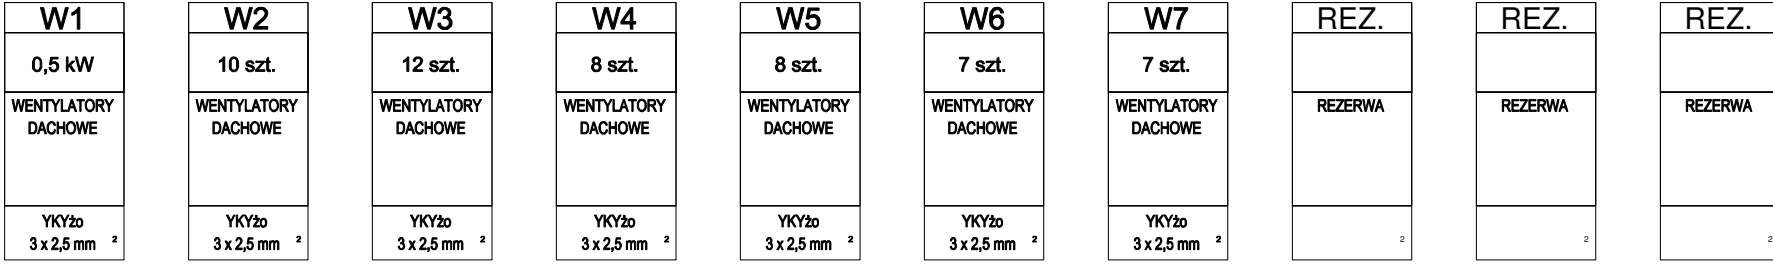 W1
0,5 kW
WENTYLATORY
DACHOWE
YKYżo
3 x 2,5 mm ²
W2
10 szt.
WENTYLATORY
DACHOWE
YKYżo
3 x 2,5 mm ²
W3
12 szt.
WENTYLATORY
DACHOWE
YKYżo
3 x 2,5 mm ²
W4
8 szt.
WENTYLATORY
DACHOWE
YKYżo
3 x 2,5 mm ²
W5
8 szt.
WENTYLATORY
DACHOWE
YKYżo
3 x 2,5 mm ²
W6
7 szt.
WENTYLATORY
DACHOWE
YKYżo
3 x 2,5 mm ²
W7
7 szt.
WENTYLATORY
DACHOWE
YKYżo
3 x 2,5 mm ²
REZ.
REZERWA
²
REZ.
REZERWA
²
REZ.
REZERWA
²